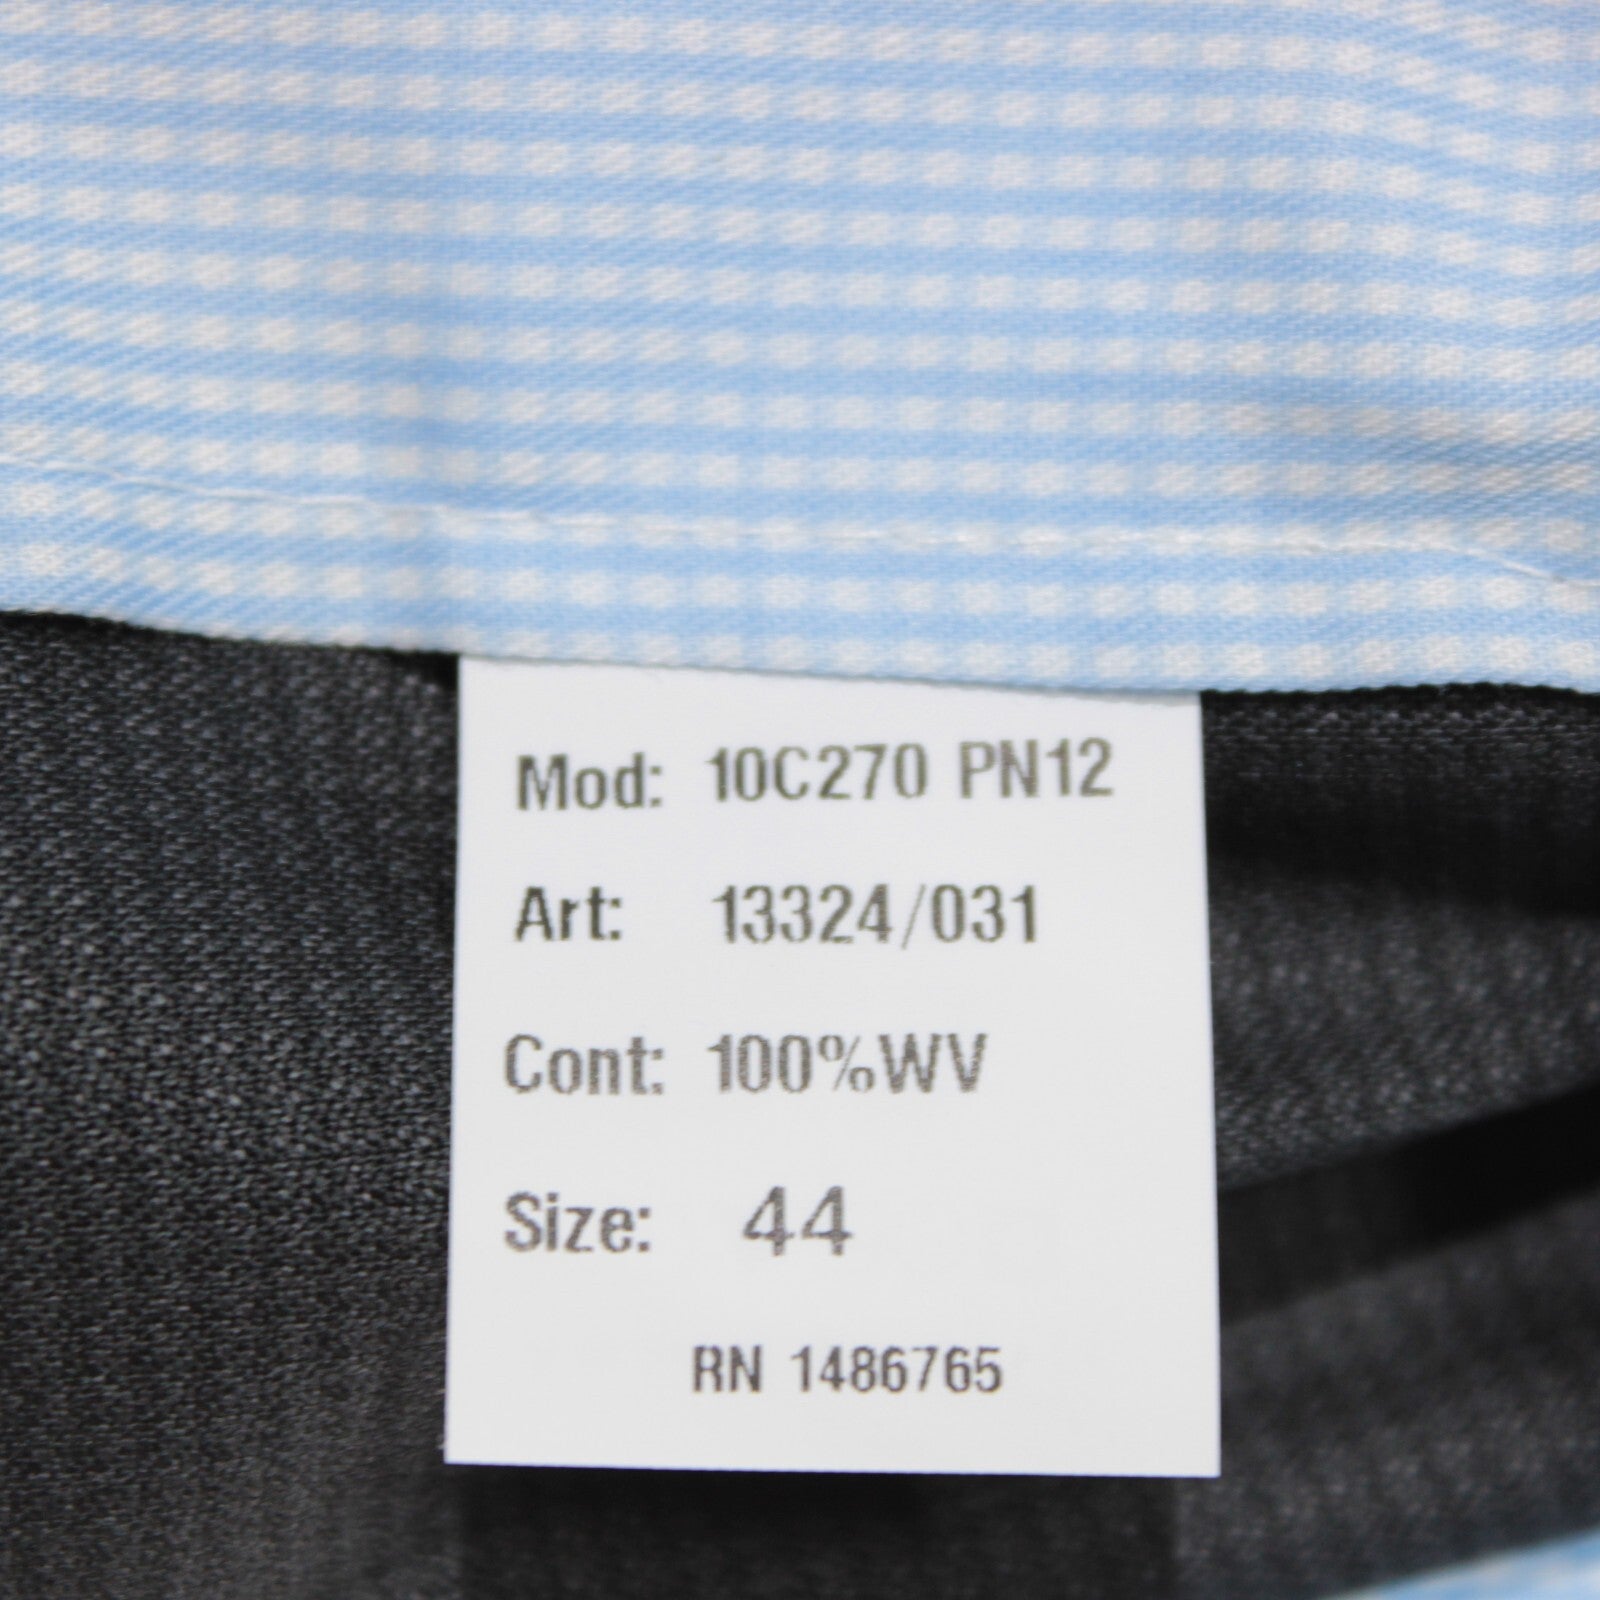 Mod: 10C270 PN12
Art: 13324/031
Cont: 100%WV
Size: 44
RN 1486765